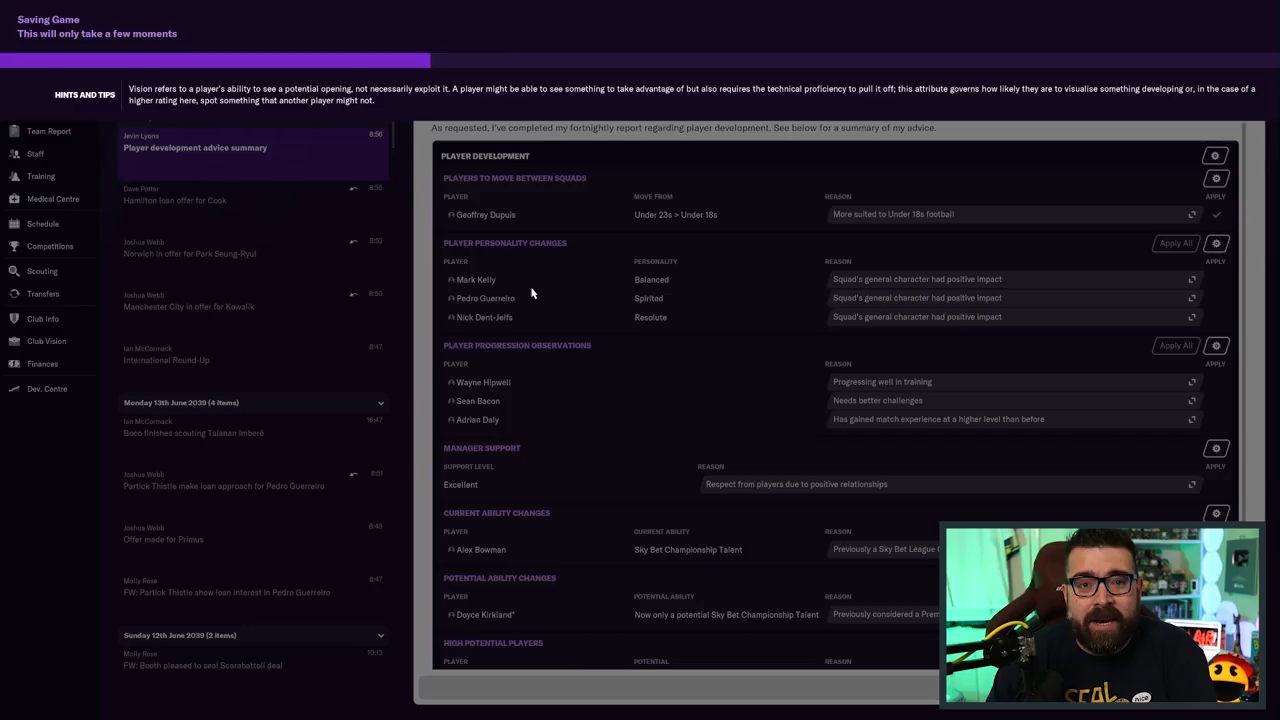 Saving Game
This will only take a few moments
HINTS AND TIPS
Vision refers to a player's ability to see a potential opening, not necessarily exploit it. A player might be able to see something to take advantage of but also requires the technical proficiency to pull it off; this attribute governs how likely they are to visualise something developing or, in the case of a
higher rating here, spot something that another player might not.
Team Report
Staff
Training
Medical Centre
Schedule
Competitions
Scouting
Transfers
Club Info
Club Vision
Finances
Dev. Centre
Jevin Lyons 8:56
Player development advice summary
Dave Potter 8:55
Hamilton loan offer for Cook
Joshua Webb 8:52
Norwich in offer for Park Seung-Ryul
Joshua Webb 8:50
Manchester City in offer for Kowalik
Ian McCormack 8:47
International Round-Up
Monday 13th June 2039 (4 items)
Ian McCormack 16:47
Boco finishes scouting Taianan Imberê
Joshua Webb 8:51
Partick Thistle make loan approach for Pedro Guerreiro
Joshua Webb 8:49
Offer made for Primus
Molly Rose 8:47
FW: Partick Thistle show loan interest in Pedro Guerreiro
Sunday 12th June 2039 (2 items)
Molly Rose 10:13
FW: Booth pleased to seal Scarabattoli deal
As requested, I've completed my fortnightly report regarding player development. See below for a summary of my advice.
PLAYER DEVELOPMENT
PLAYERS TO MOVE BETWEEN SQUADS
PLAYER MOVE FROM REASON APPLY
Geoffrey Dupuis Under 23s > Under 18s More suited to Under 18s football
PLAYER PERSONALITY CHANGES Apply All
PLAYER PERSONALITY REASON APPLY
Mark Kelly Balanced Squad's general character had positive impact
Pedro Guerreiro Spirited Squad's general character had positive impact
Nick Dent-Jelfs Resolute Squad's general character had positive impact
PLAYER PROGRESSION OBSERVATIONS Apply All
PLAYER REASON APPLY
Wayne Hipwell Progressing well in training
Sean Bacon Needs better challenges
Adrian Daly Has gained match experience at a higher level than before
MANAGER SUPPORT
SUPPORT LEVEL REASON APPLY
Excellent Respect from players due to positive relationships
CURRENT ABILITY CHANGES
PLAYER CURRENT ABILITY REASON
Alex Bowman Sky Bet Championship Talent Previously a Sky Bet League
POTENTIAL ABILITY CHANGES
PLAYER POTENTIAL ABILITY REASON
Doyce Kirkland* Now only a potential Sky Bet Championship Talent Previously considered a Prem
HIGH POTENTIAL PLAYERS
PLAYER POTENTIAL REASON